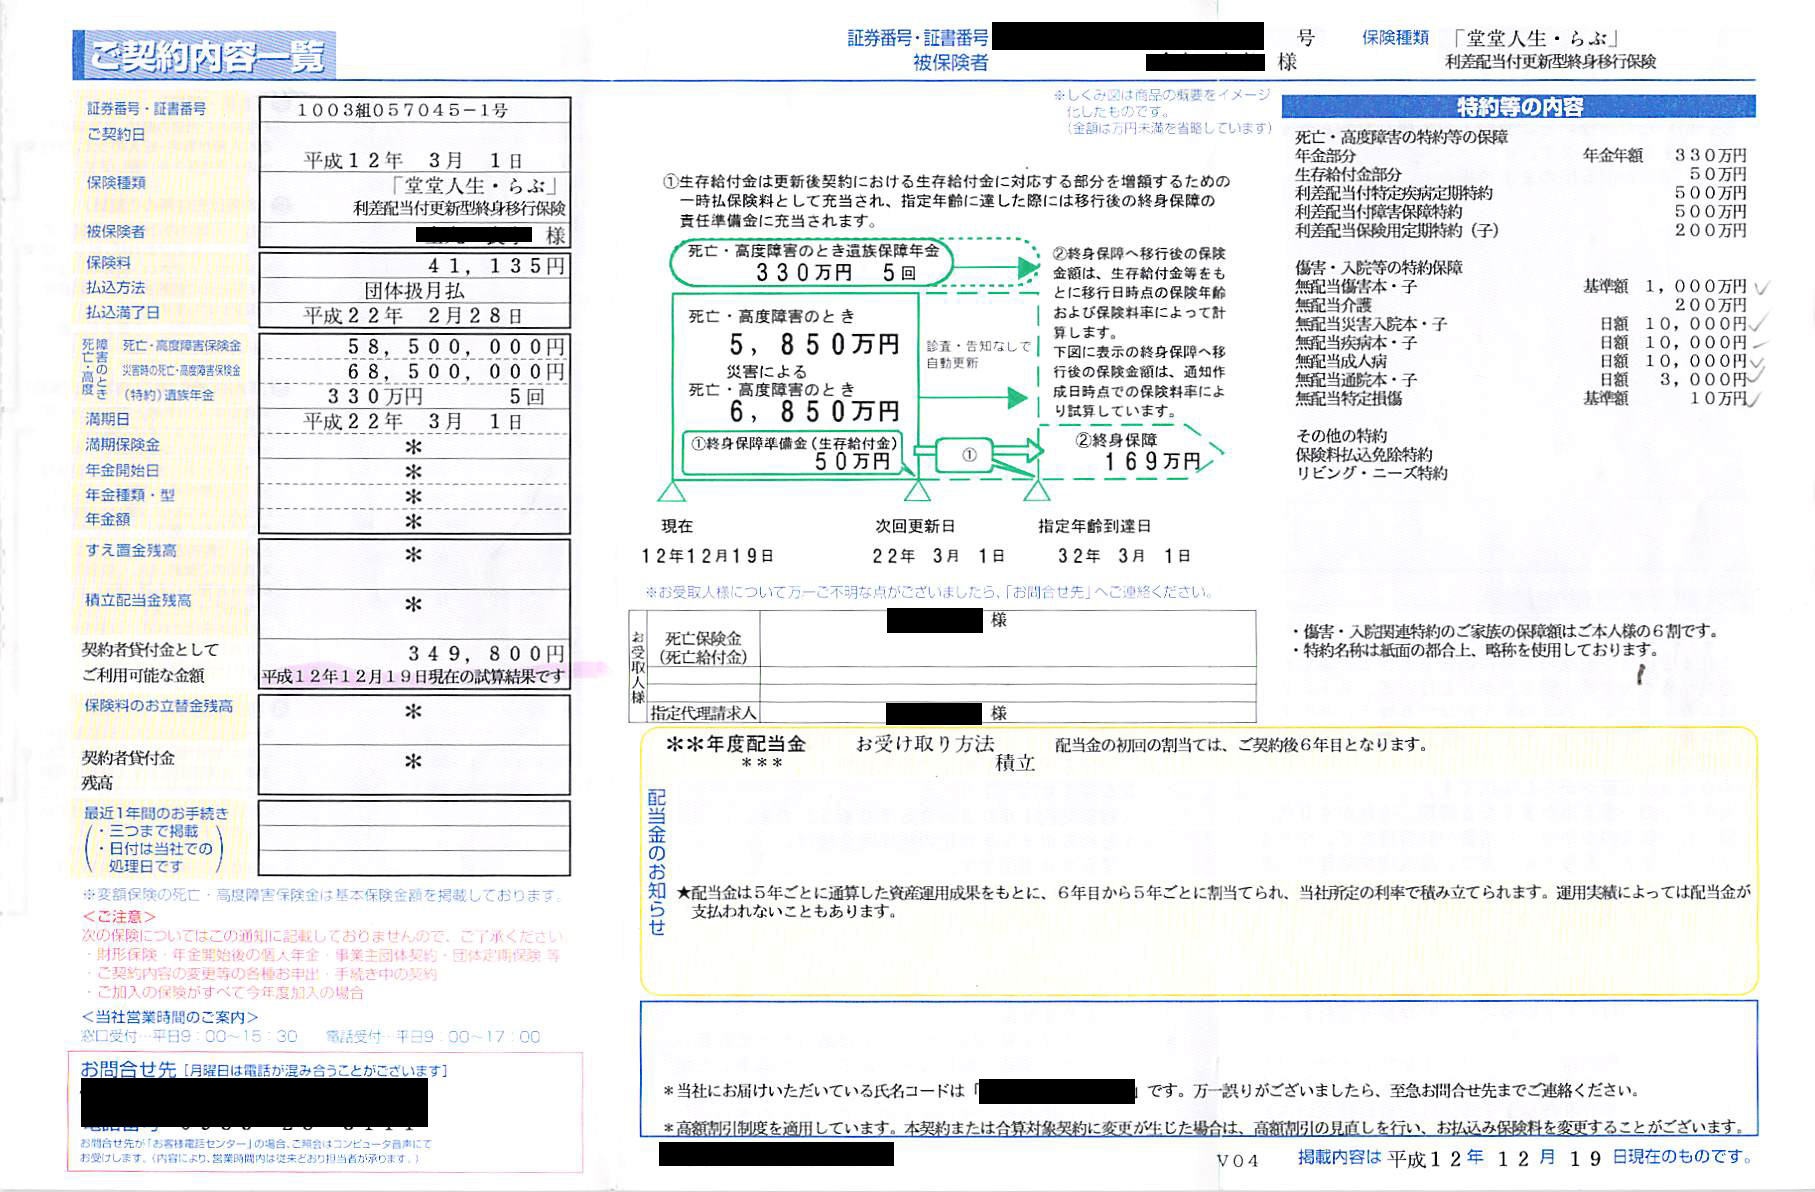 ご契約内容一覧
証券番号・証書番号 号
被保険者 様
保険種類 「堂堂人生・らぶ」
利差配当付更新型終身移行保険
証券番号・証書番号 1003組057045-1号
ご契約日 平成12年 3月 1日
保険種類 「堂堂人生・らぶ」
利差配当付更新型終身移行保険
被保険者 様
保険料 41,135円
払込方法 団体扱月払
払込満了日 平成22年 2月28日
死亡・高度障害のとき
死亡・高度障害保険金 58,500,000円
災害時の死亡・高度障害保険金 68,500,000円
(特約)遺族年金 330万円 5回
満期日 平成22年 3月 1日
満期保険金 *
年金開始日 *
年金種類・型 *
年金額 *
すえ置金残高 *
積立配当金残高 *
契約者貸付金として 349,800円
ご利用可能な金額 平成12年12月19日現在の試算結果です
保険料のお立替金残高 *
契約者貸付金 *
残高
最近1年間のお手続き
・三つまで掲載
・日付は当社での
処理日です
※変額保険の死亡・高度障害保険金は基本保険金額を掲載しております。
<ご注意>
次の保険についてはこの通知に記載しておりませんので、ご了承ください。
・財形保険・年金開始後の個人年金・事業主団体契約・団体定期保険 等
・ご契約内容の変更等の各種お申出・手続き中の契約
・ご加入の保険がすべて今年度加入の場合
<当社営業時間のご案内>
窓口受付…平日9:00~15:30 電話受付…平日9:00~17:00
お問合せ先 [月曜日は電話が混み合うことがございます]
お問合せ先が「お客様電話センター」の場合、ご照会はコンピュータ音声にて
お受けします。(内容により、営業時間内は従来どおり担当者が承ります。)
※しくみ図は商品の概要をイメージ
化したものです。
(金額は万円未満を省略しています)
①生存給付金は更新後契約における生存給付金に対応する部分を増額するための
一時払保険料として充当され、指定年齢に達した際には移行後の終身保障の
責任準備金に充当されます。
死亡・高度障害のとき遺族保障年金
330万円 5回
死亡・高度障害のとき
5,850万円
災害による
死亡・高度障害のとき
6,850万円
①終身保障準備金(生存給付金)
50万円
診査・告知なしで
自動更新
①
②終身保障へ移行後の保険
金額は、生存給付金等をも
とに移行日時点の保険年齢
および保険料率によって計
算します。
下図に表示の終身保障へ移
行後の保険金額は、通知作
成日時点での保険料率によ
り試算しています。
②終身保障
169万円
現在 次回更新日 指定年齢到達日
12年12月19日 22年 3月 1日 32年 3月 1日
※お受取人様について万一ご不明な点がございましたら、「お問合せ先」へご連絡ください。
お受取人様
死亡保険金 様
(死亡給付金)
指定代理請求人 様
特約等の内容
死亡・高度障害の特約等の保障
年金部分 年金年額 330万円
生存給付金部分 50万円
利差配当付特定疾病定期特約 500万円
利差配当付障害保障特約 500万円
利差配当保険用定期特約(子) 200万円
傷害・入院等の特約保障
無配当傷害本・子 基準額 1,000万円
無配当介護 200万円
無配当災害入院本・子 日額 10,000円
無配当疾病本・子 日額 10,000円
無配当成人病 日額 10,000円
無配当通院本・子 日額 3,000円
無配当特定損傷 基準額 10万円
その他の特約
保険料払込免除特約
リビング・ニーズ特約
・傷害・入院関連特約のご家族の保障額はご本人様の6割です。
・特約名称は紙面の都合上、略称を使用しております。
配当金のお知らせ
**年度配当金 お受け取り方法 配当金の初回の割当ては、ご契約後6年目となります。
*** 積立
★配当金は5年ごとに通算した資産運用成果をもとに、6年目から5年ごとに割当てられ、当社所定の利率で積み立てられます。運用実績によっては配当金が
支払われないこともあります。
*当社にお届けいただいている氏名コードは「 」です。万一誤りがございましたら、至急お問合せ先までご連絡ください。
*高額割引制度を適用しています。本契約または合算対象契約に変更が生じた場合は、高額割引の見直しを行い、お払込み保険料を変更することがございます。
V04 掲載内容は 平成12年 12月 19日現在のものです。